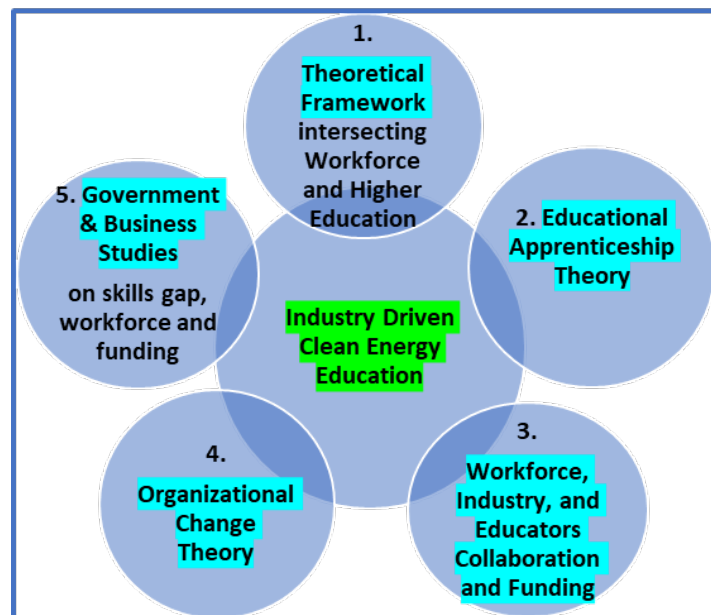 1.
Theoretical
Framework
intersecting
Workforce
and Higher
Education
2. Educational
Apprenticeship
Theory
3.
Workforce,
Industry, and
Educators
Collaboration
and Funding
4.
Organizational
Change
Theory
5. Government
& Business
Studies
on skills gap,
workforce and
funding
Industry Driven
Clean Energy
Education